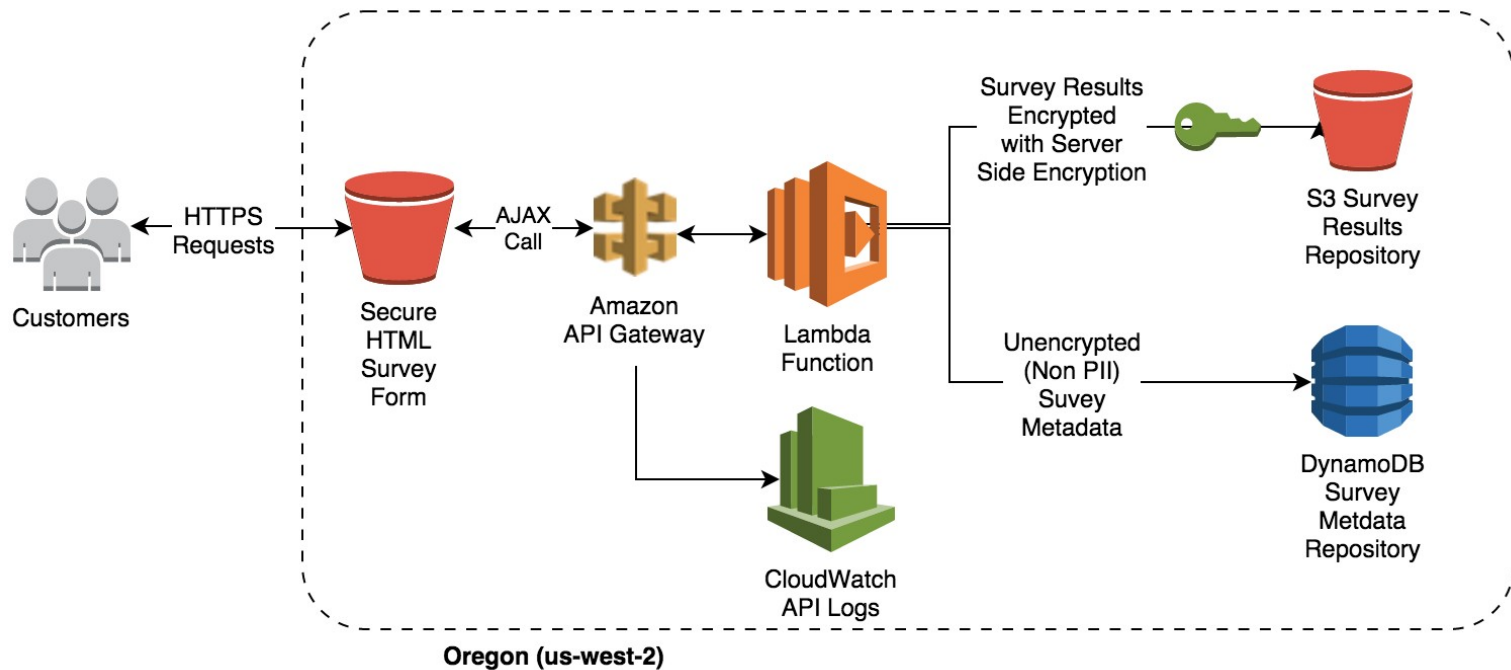 Customers
HTTPS
Requests
Secure
HTML
Survey
Form
AJAX
Call
Amazon
API Gateway
Lambda
Function
CloudWatch
API Logs
Survey Results
Encrypted
with Server
Side Encryption
S3 Survey
Results
Repository
Unencrypted
(Non PII)
Suvey
Metadata
DynamoDB
Survey
Metdata
Repository
Oregon (us-west-2)